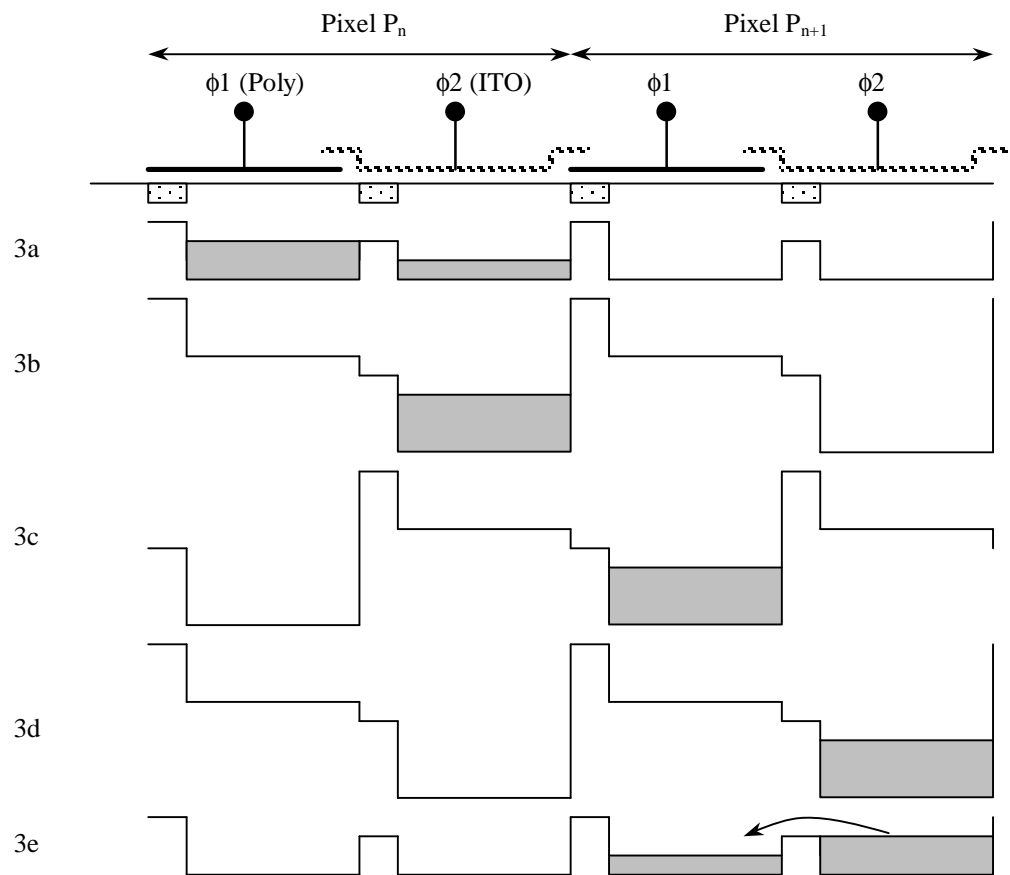 Pixel Pn Pixel Pn+1
ϕ1 (Poly) ϕ2 (ITO) ϕ1 ϕ2
3a
3b
3c
3d
3e